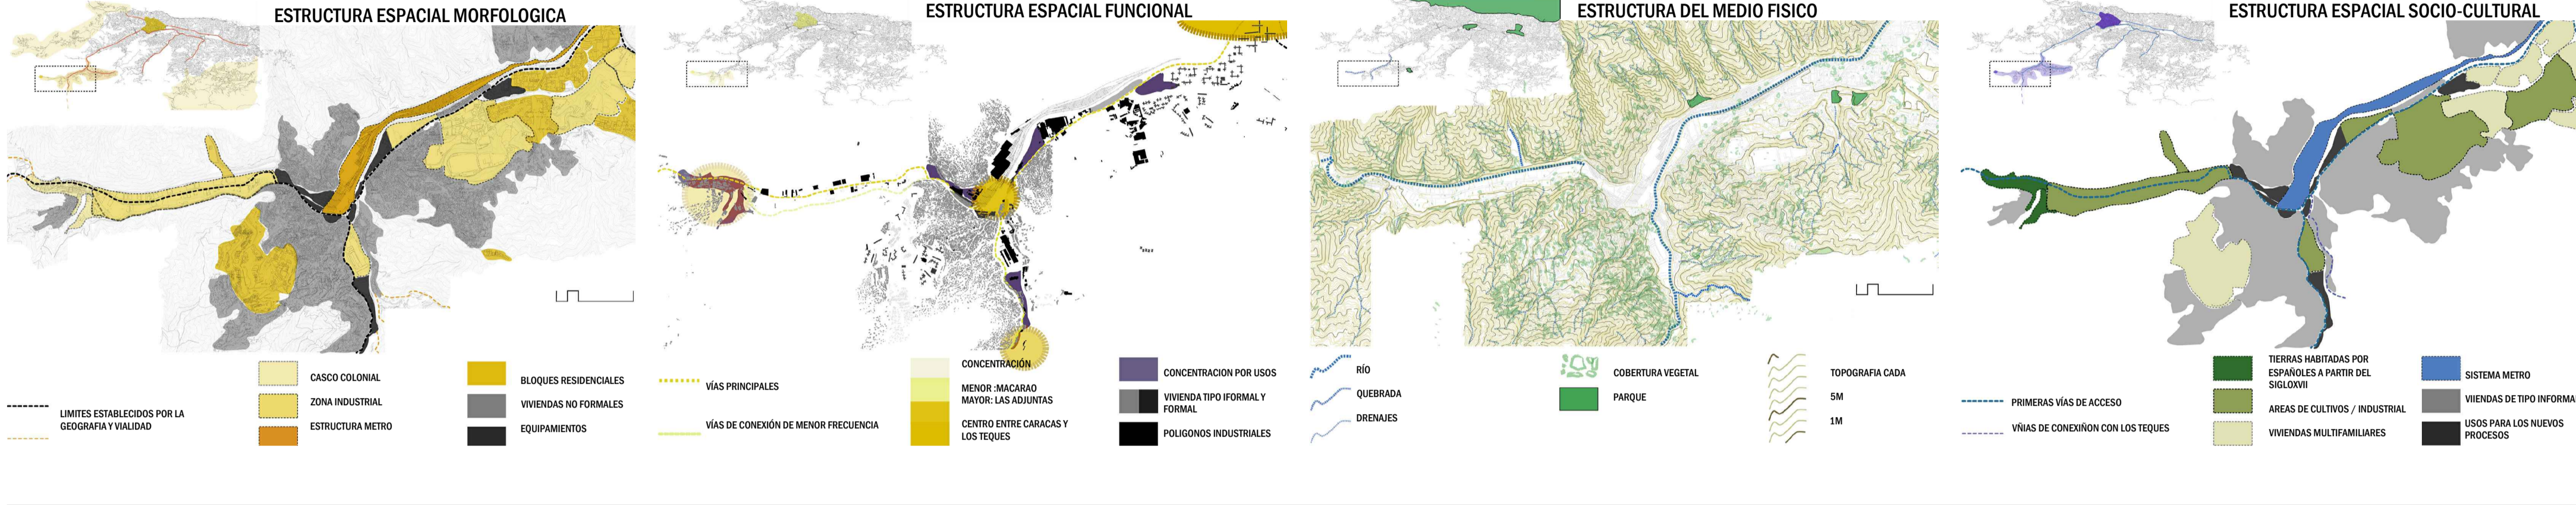 ESTRUCTURA ESPACIAL MORFOLOGICA
LIMITES ESTABLECIDOS POR LA
GEOGRAFIA Y VIALIDAD
CASCO COLONIAL
ZONA INDUSTRIAL
ESTRUCTURA METRO
BLOQUES RESIDENCIALES
VIVIENDAS NO FORMALES
EQUIPAMIENTOS
ESTRUCTURA ESPACIAL FUNCIONAL
VÍAS PRINCIPALES
VÍAS DE CONEXIÓN DE MENOR FRECUENCIA
CONCENTRACIÓN
MENOR :MACARAO
MAYOR: LAS ADJUNTAS
CENTRO ENTRE CARACAS Y
LOS TEQUES
CONCENTRACION POR USOS
VIVIENDA TIPO IFORMAL Y
FORMAL
POLIGONOS INDUSTRIALES
ESTRUCTURA DEL MEDIO FISICO
RÍO
QUEBRADA
DRENAJES
COBERTURA VEGETAL
PARQUE
TOPOGRAFIA CADA
5M
1M
ESTRUCTURA ESPACIAL SOCIO-CULTURAL
PRIMERAS VÍAS DE ACCESO
VÑIAS DE CONEXIÑON CON LOS TEQUES
TIERRAS HABITADAS POR
ESPAÑOLES A PARTIR DEL
SIGLOXVII
AREAS DE CULTIVOS / INDUSTRIAL
VIVIENDAS MULTIFAMILIARES
SISTEMA METRO
VIIENDAS DE TIPO INFORMA
USOS PARA LOS NUEVOS
PROCESOS